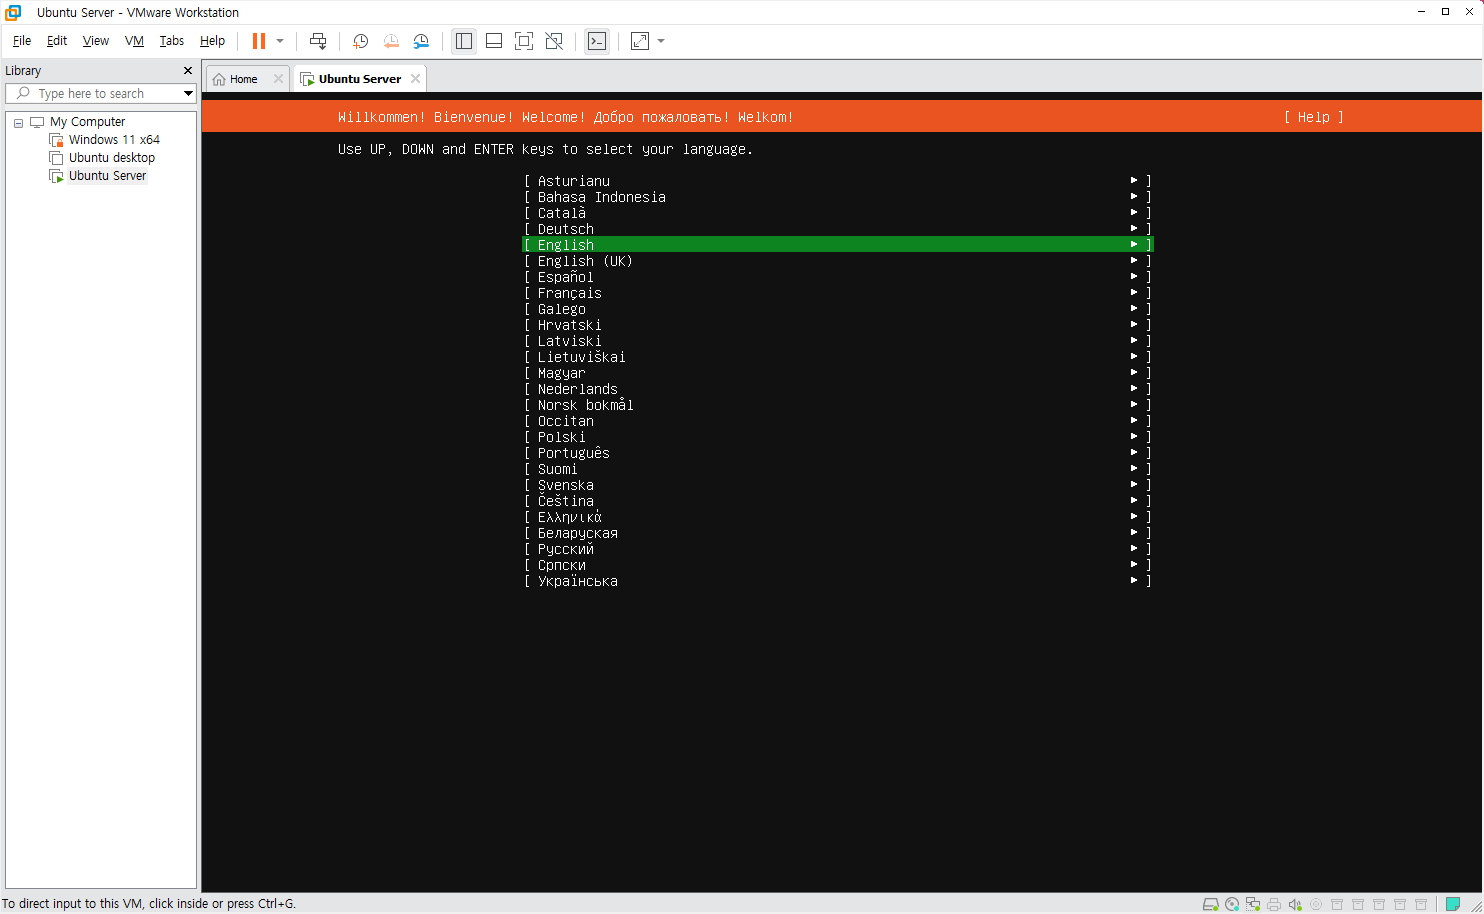 Ubuntu Server - VMware Workstation
File Edit View VM Tabs Help
Library
Type here to search
My Computer
Windows 11 x64
Ubuntu desktop
Ubuntu Server
Home
Ubuntu Server
Willkommen! Bienvenue! Welcome! Добро пожаловать! Welkom!
[ Help ]
Use UP, DOWN and ENTER keys to select your language.
[ Asturianu ▸ ]
[ Bahasa Indonesia ▸ ]
[ Català ▸ ]
[ Deutsch ▸ ]
[ English ▸ ]
[ English (UK) ▸ ]
[ Español ▸ ]
[ Français ▸ ]
[ Galego ▸ ]
[ Hrvatski ▸ ]
[ Latviski ▸ ]
[ Lietuviškai ▸ ]
[ Magyar ▸ ]
[ Nederlands ▸ ]
[ Norsk bokmål ▸ ]
[ Occitan ▸ ]
[ Polski ▸ ]
[ Português ▸ ]
[ Suomi ▸ ]
[ Svenska ▸ ]
[ Čeština ▸ ]
[ Ελληνικά ▸ ]
[ Беларуская ▸ ]
[ Русский ▸ ]
[ Српски ▸ ]
[ Українська ▸ ]
To direct input to this VM, click inside or press Ctrl+G.